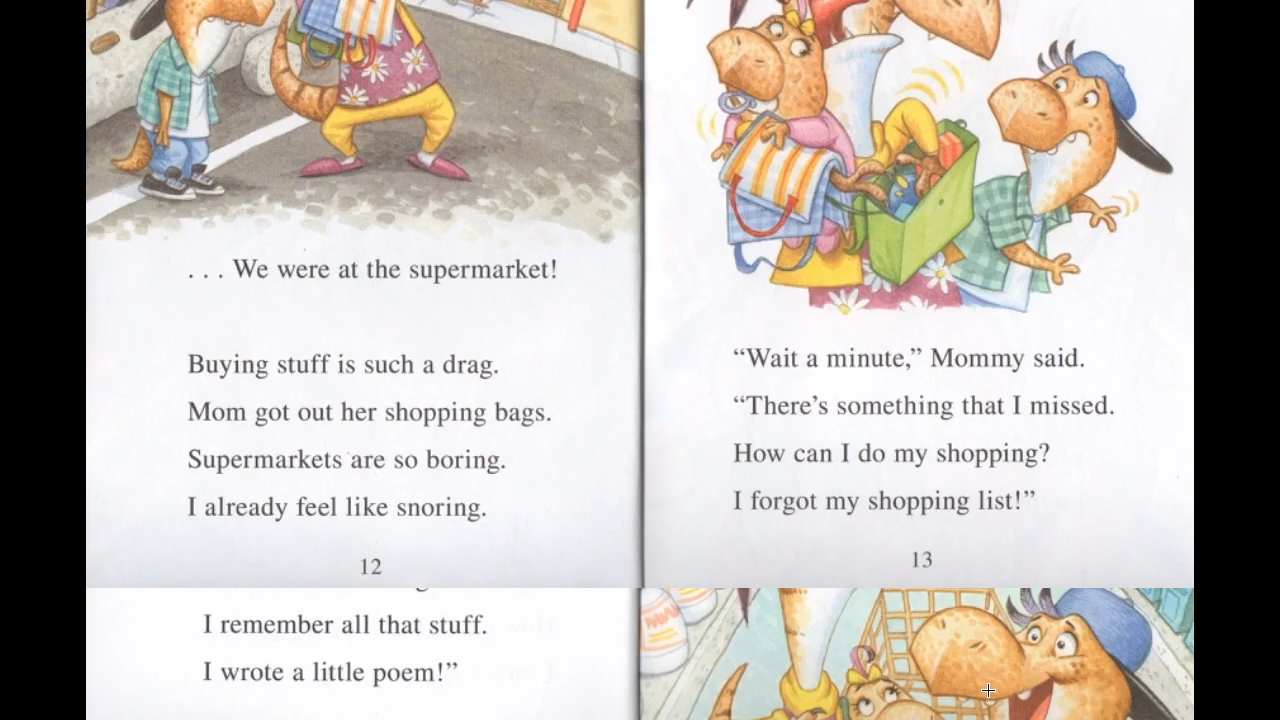 . . . We were at the supermarket!
Buying stuff is such a drag.
Mom got out her shopping bags.
Supermarkets are so boring.
I already feel like snoring.
12
“Wait a minute,” Mommy said.
“There’s something that I missed.
How can I do my shopping?
I forgot my shopping list!”
13
I remember all that stuff.
I wrote a little poem!”